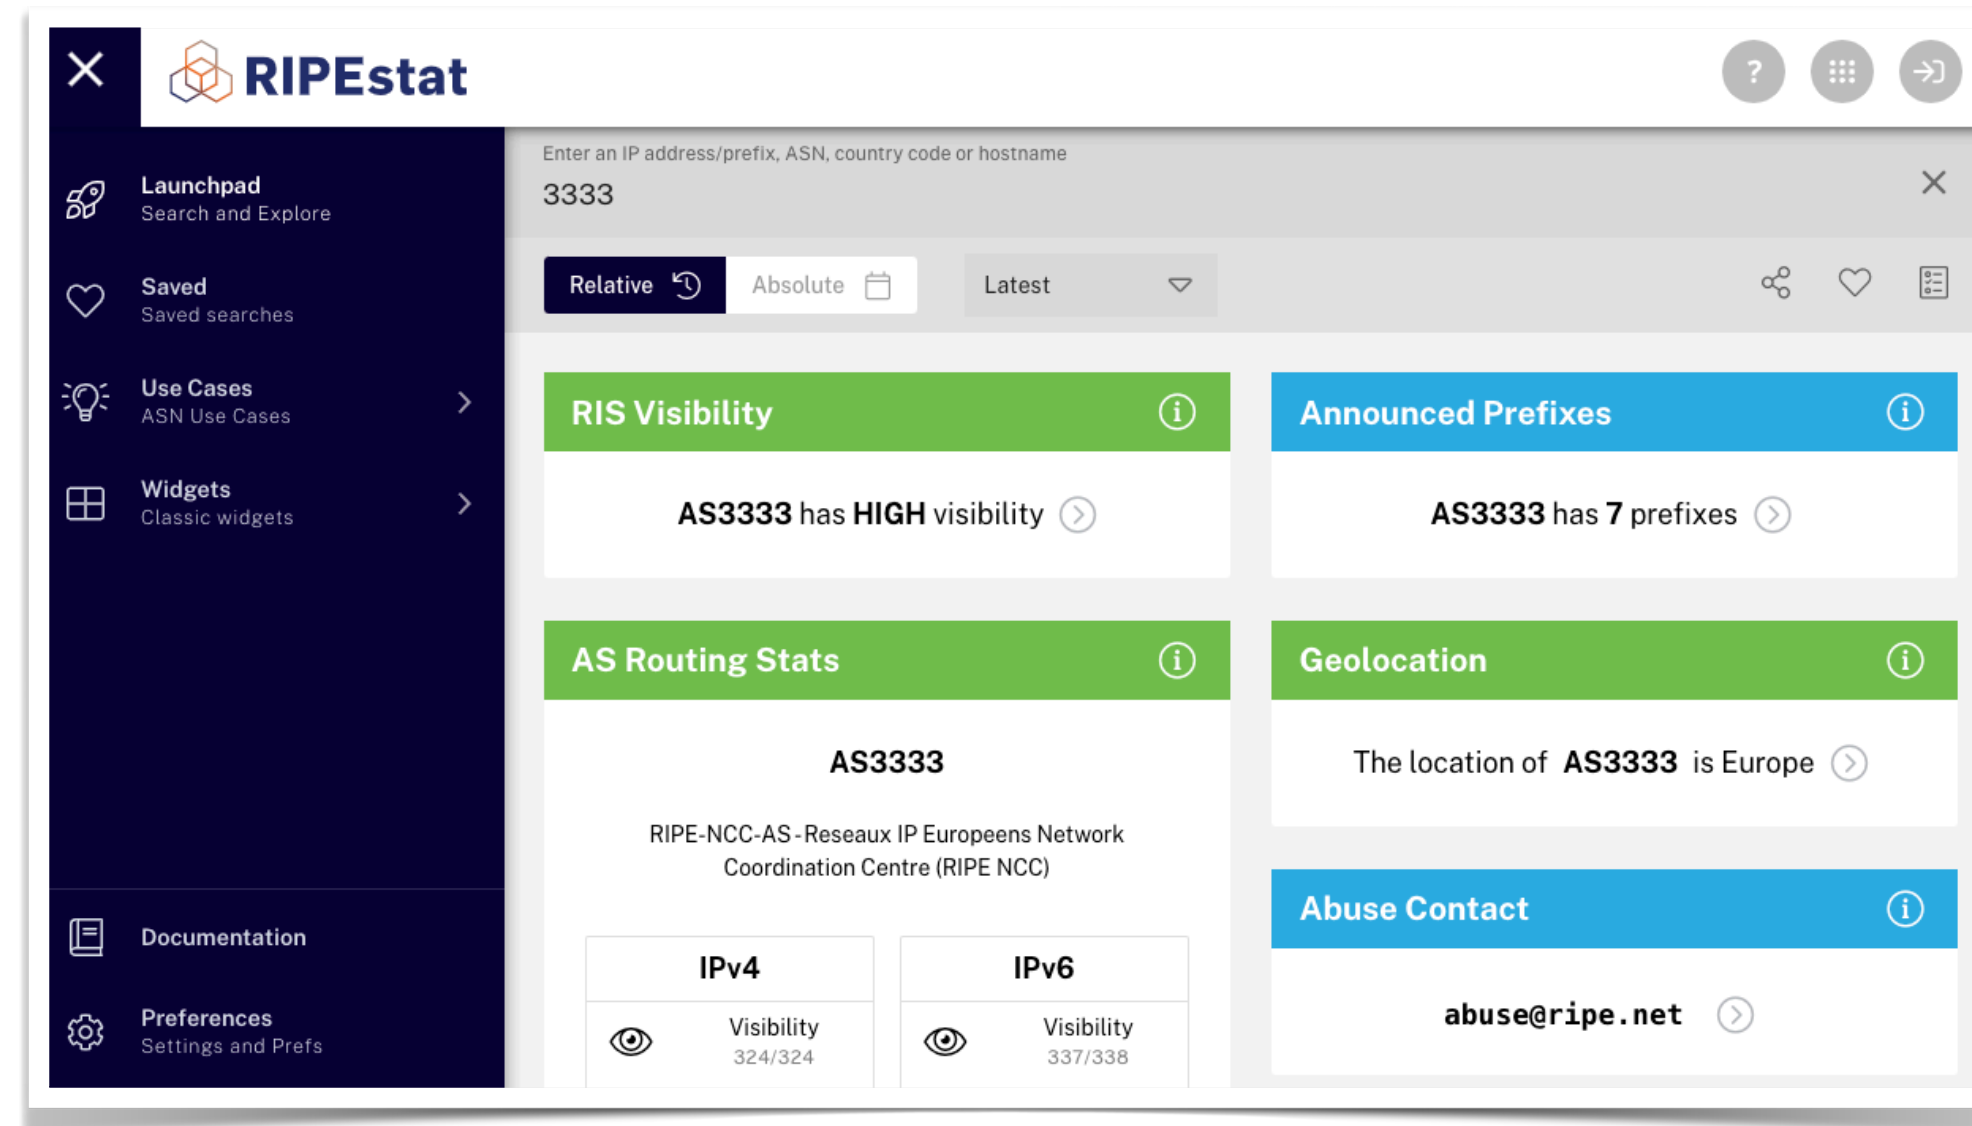 RIPEstat
?
Enter an IP address/prefix, ASN, country code or hostname
3333
Relative
Absolute
Latest
Launchpad
Search and Explore
Saved
Saved searches
Use Cases
ASN Use Cases
Widgets
Classic widgets
Documentation
Preferences
Settings and Prefs
RIS Visibility
i
AS3333 has HIGH visibility
Announced Prefixes
i
AS3333 has 7 prefixes
AS Routing Stats
i
AS3333
RIPE-NCC-AS - Reseaux IP Europeens Network
Coordination Centre (RIPE NCC)
IPv4
Visibility
324/324
IPv6
Visibility
337/338
Geolocation
i
The location of AS3333 is Europe
Abuse Contact
i
abuse@ripe.net